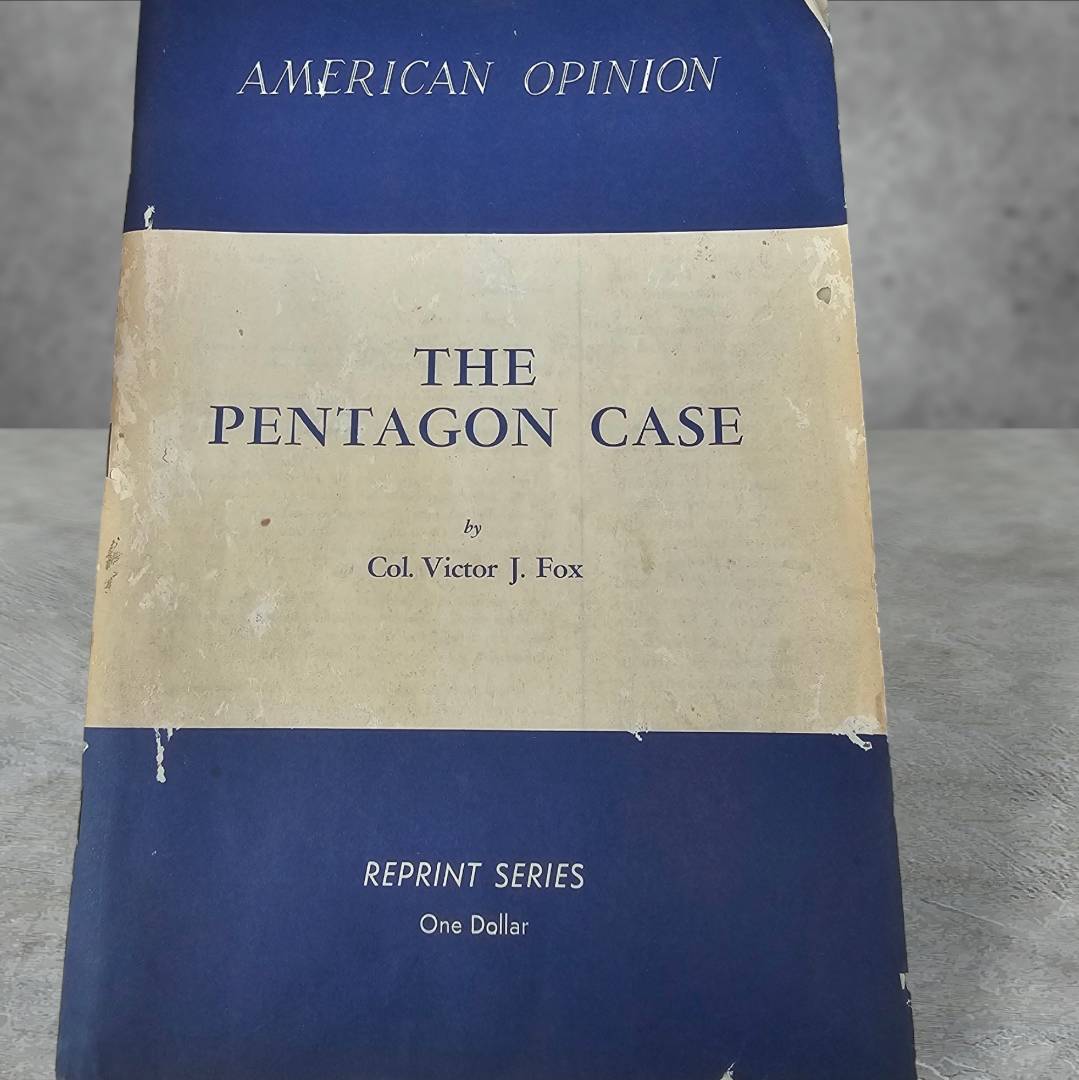 AMERICAN OPINION
THE
PENTAGON CASE
by
Col. Victor J. Fox
REPRINT SERIES
One Dollar